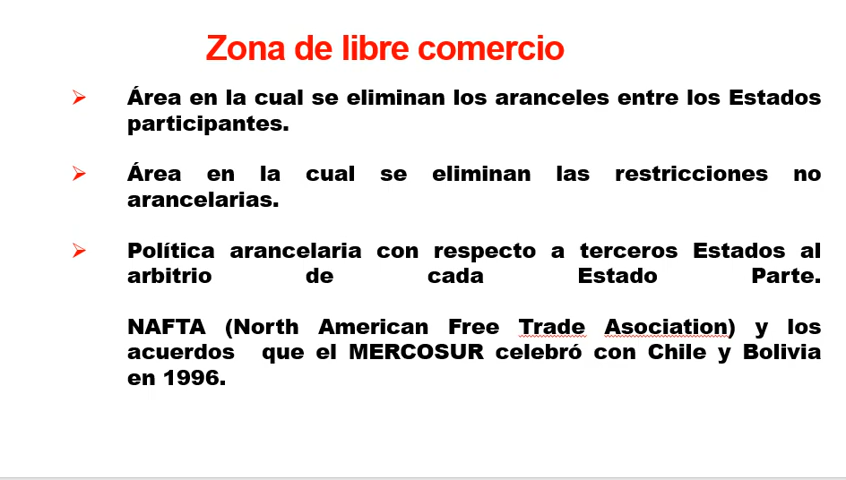 Zona de libre comercio
Área en la cual se eliminan los aranceles entre los Estados
participantes.
Área en la cual se eliminan las restricciones no
arancelarias.
Política arancelaria con respecto a terceros Estados al
arbitrio de cada Estado Parte.
NAFTA (North American Free Trade Asociation) y los
acuerdos que el MERCOSUR celebró con Chile y Bolivia
en 1996.